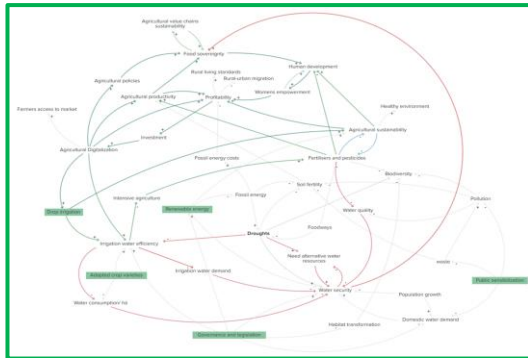 Agricultural value chains
sustainability
Food sovereignty
Rural living standards
Rural-urban migration
Human development
Agricultural policies
Womens empowerment
Agricultural productivity
Profitability
Healthy environment
Farmers access to market
Investment
Agricultural sustainability
Agricultural Digitalization
Fossil energy costs
Fertilisers and pesticides
Biodiversity
Soil fertility
Intensive agriculture
Fossil energy
Pollution
Drip irrigation
Renewable energy
Water quality
Irrigation water efficiency
Droughts
Foodways
Need alternative water
resources
waste
Adapted crop varieties
Irrigation water demand
Water security
Public sensibilisation
Water consumption/ ha
Population growth
Domestic water demand
Habitat transformation
Governance and legislation